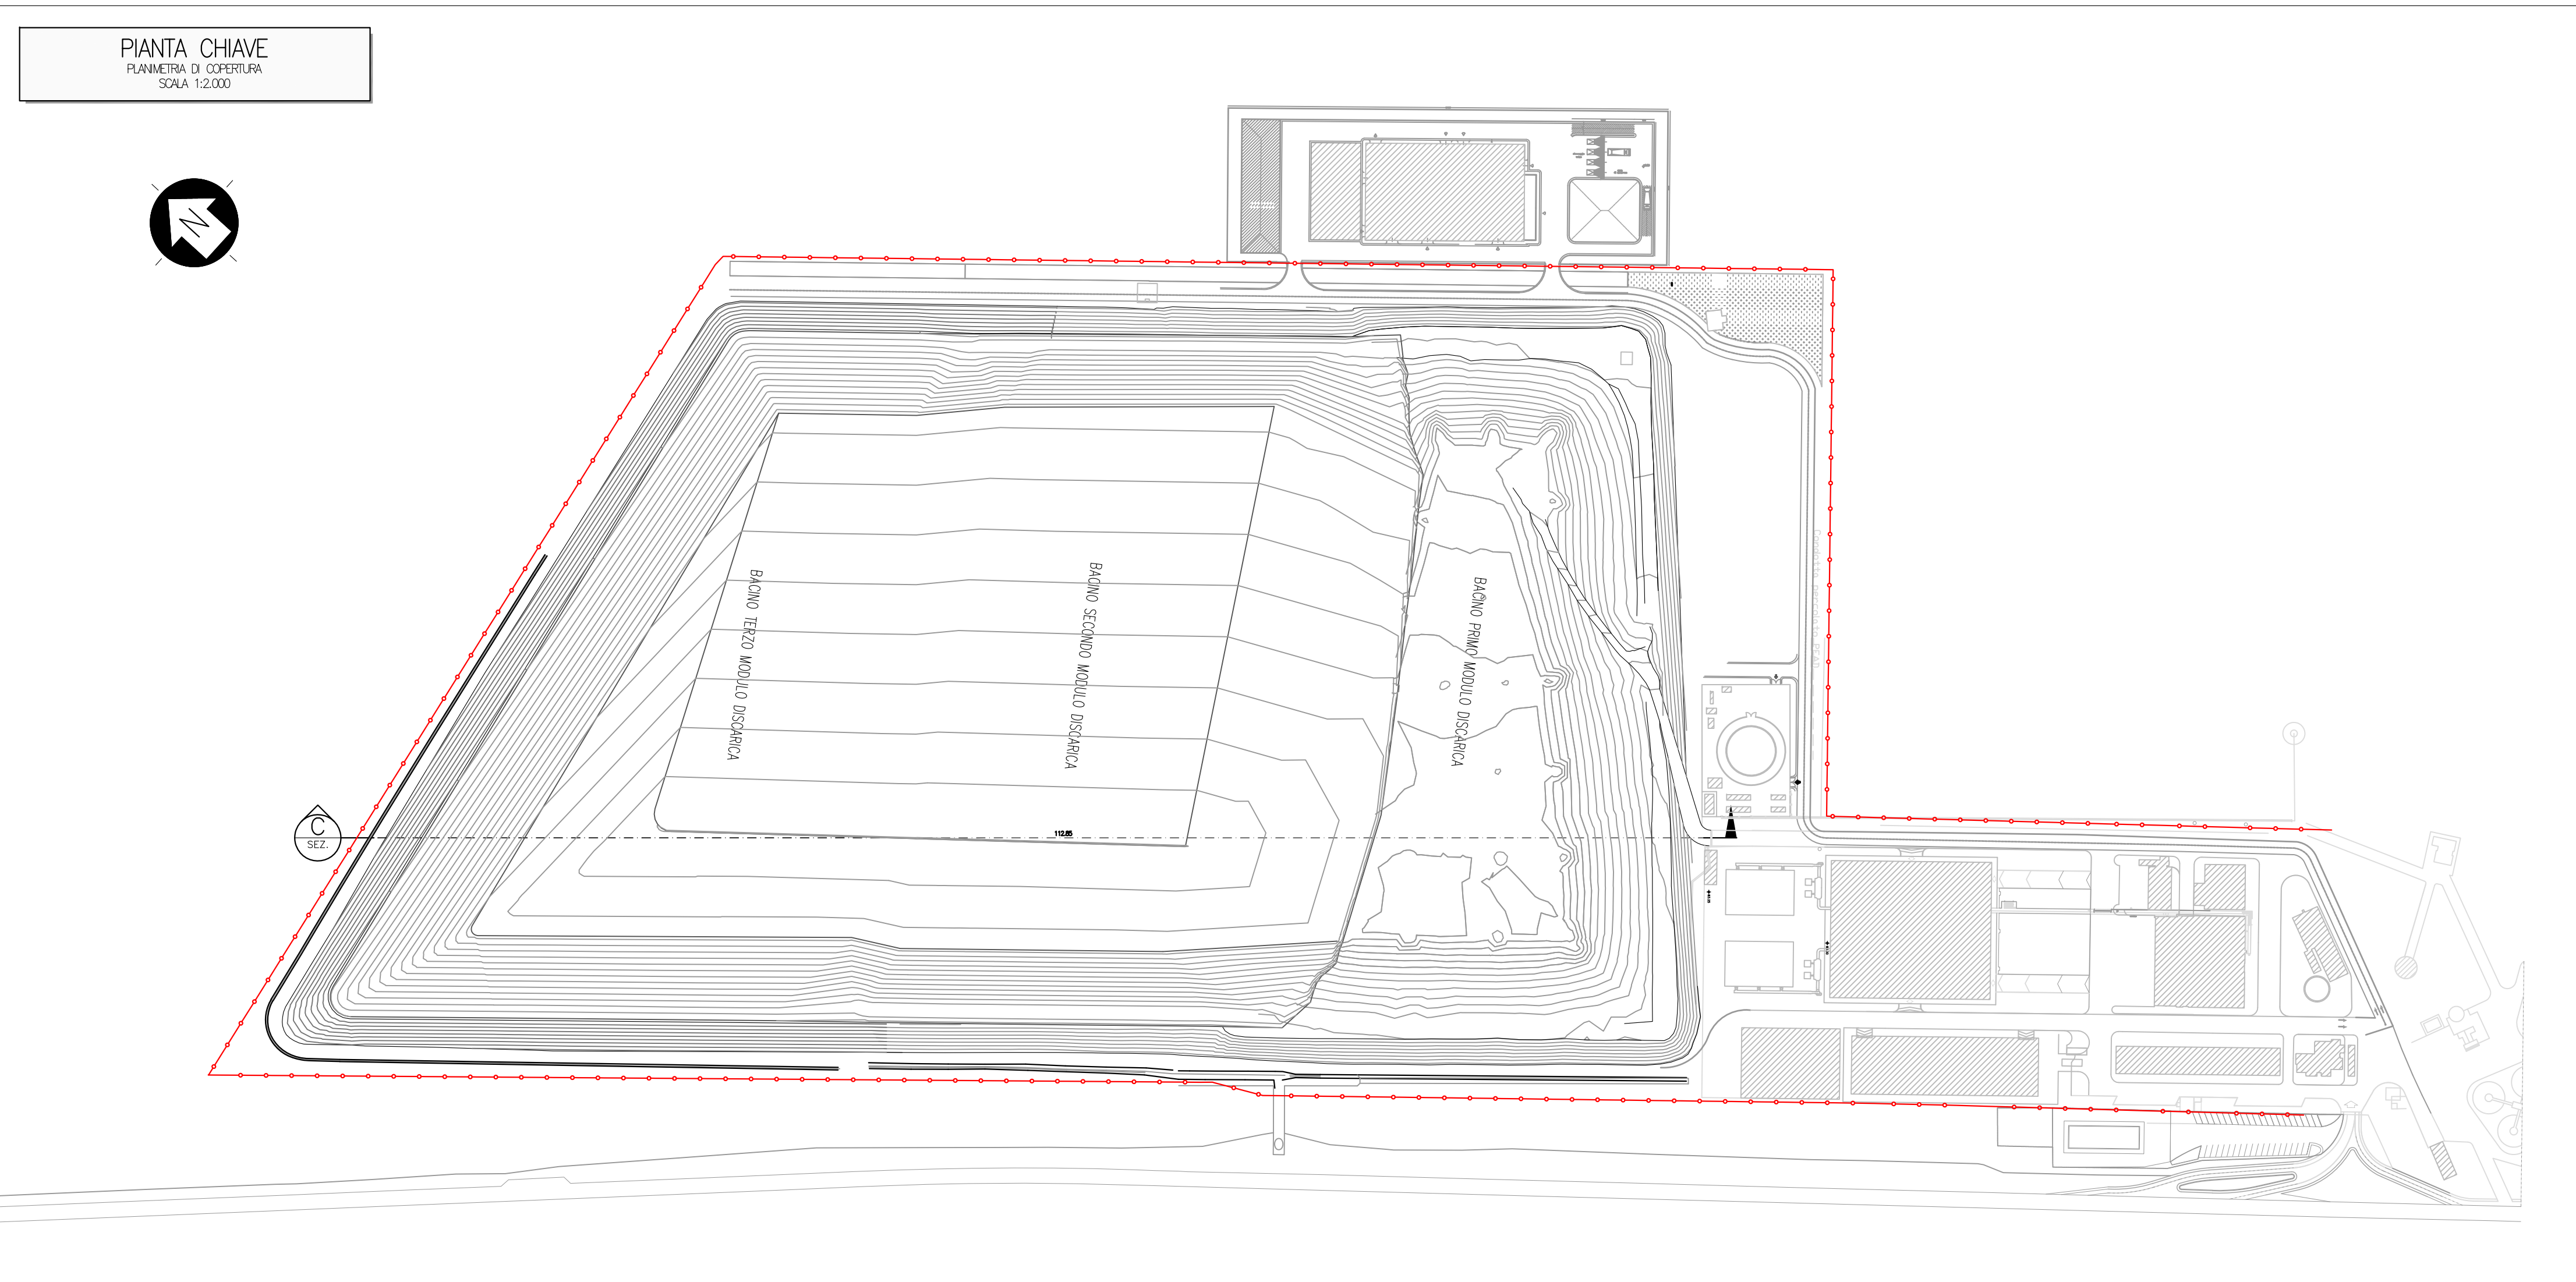 PIANTA CHIAVE
PLANIMETRIA DI COPERTURA
SCALA 1:2.000
N
BACINO TERZO MODULO DISCARICA
BACINO SECONDO MODULO DISCARICA
BACINO PRIMO MODULO DISCARICA
C
SEZ.
112.85